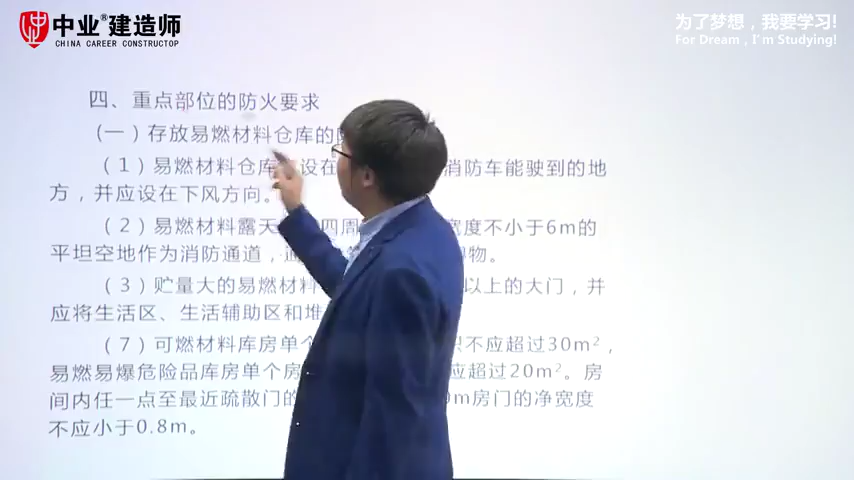 中业®建造师
CHINA CAREER CONSTRUCTOP
为了梦想，我要学习!
For Dream, I'm Studying!
四、重点部位的防火要求
(一) 存放易燃材料仓库的
(1) 易燃材料仓库 设在 消防车能驶到的地
方，并应设在下风方向。
(2) 易燃材料露天 四周 宽度不小于6m的
平坦空地作为消防通道，通 物。
(3) 贮量大的易燃材料 以上的大门，并
应将生活区、生活辅助区和堆
(7) 可燃材料库房单个 不应超过30m²，
易燃易爆危险品库房单个房 应超过20m²。房
间内任一点至最近疏散门的 m房门的净宽度
不应小于0.8m。